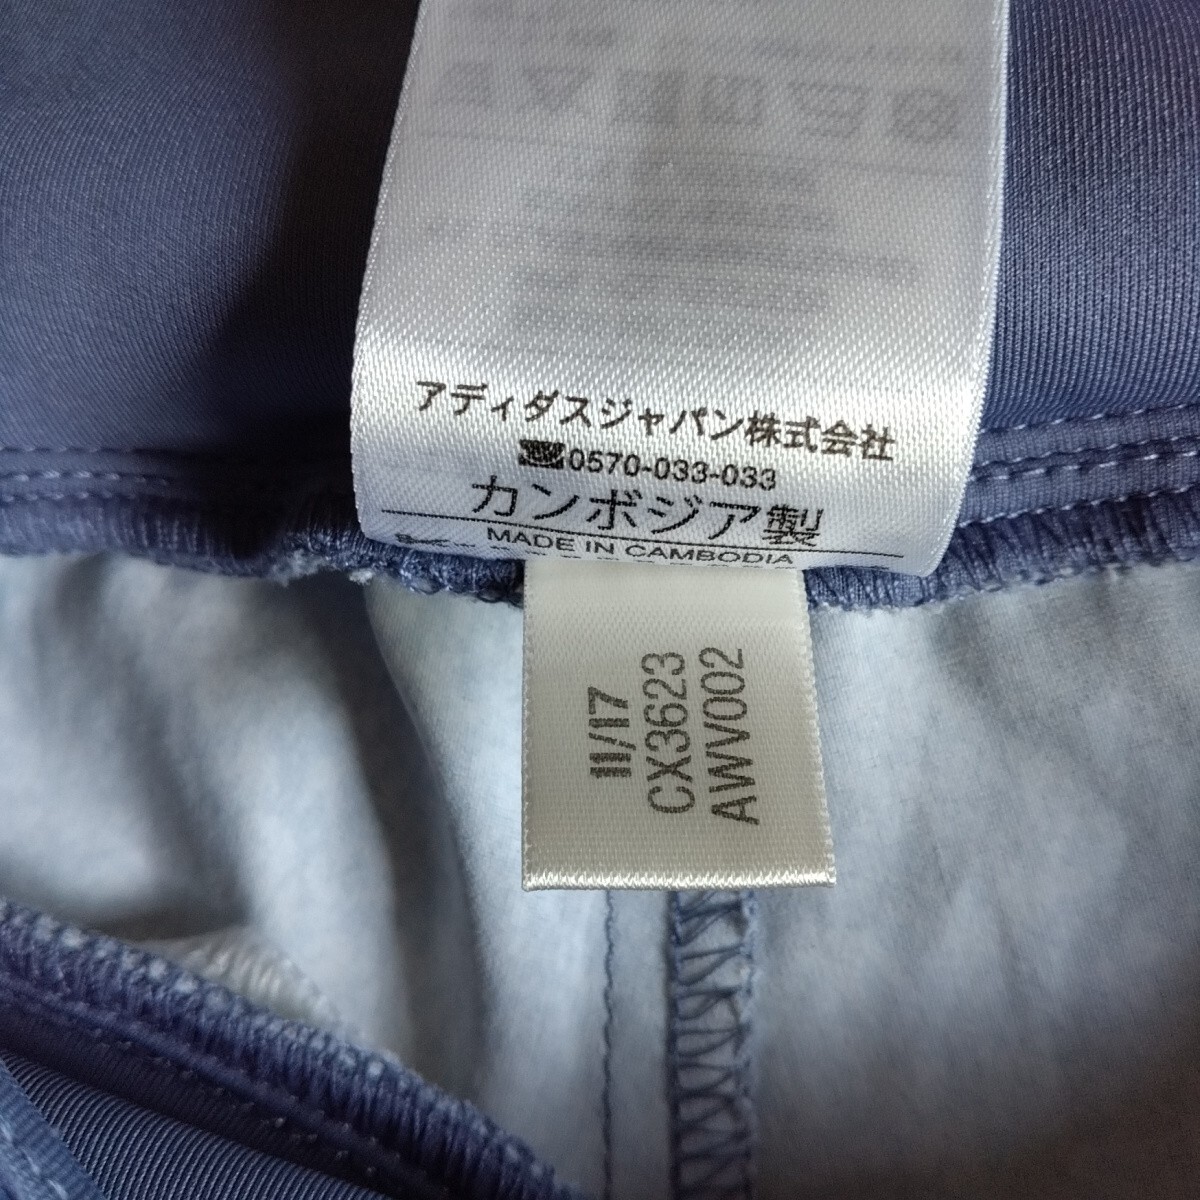 アディダスジャパン株式会社
0570-033-033
カンボジア製
MADE IN CAMBODIA
11/17
CX3623
AWV002